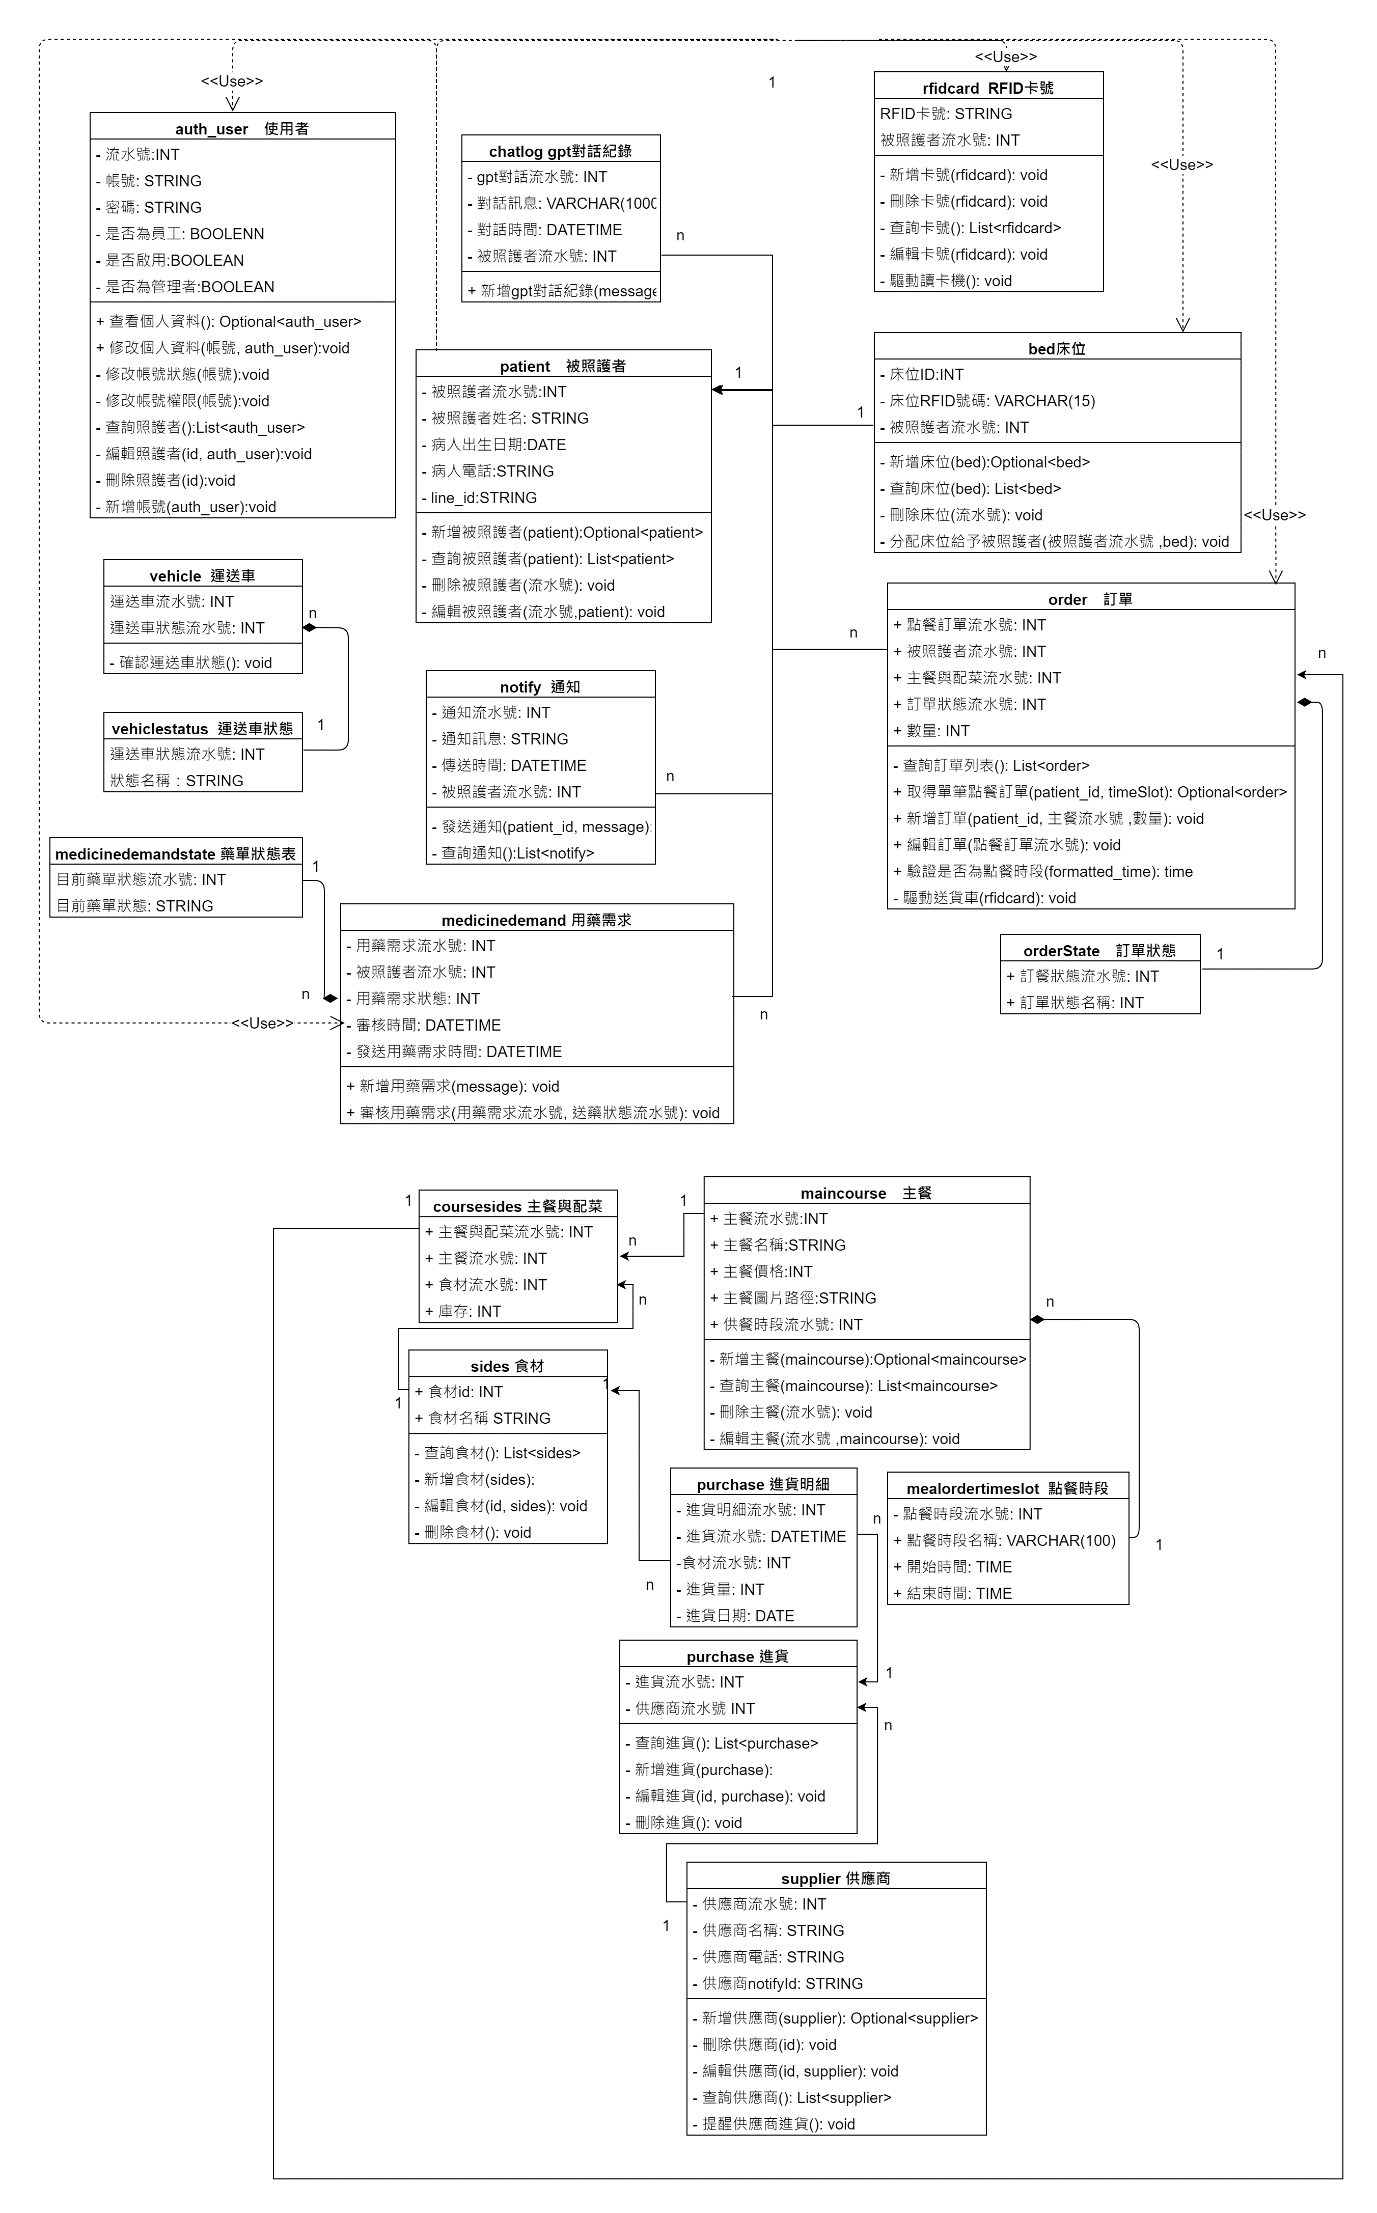 <<Use>>
<<Use>>
1
<<Use>>
<<Use>>
<<Use>>
auth_user 使用者
- 流水號:INT
- 帳號: STRING
- 密碼: STRING
- 是否為員工: BOOLENN
- 是否啟用:BOOLEAN
- 是否為管理者:BOOLEAN
+ 查看個人資料(): Optional<auth_user>
+ 修改個人資料(帳號, auth_user):void
- 修改帳號狀態(帳號):void
- 修改帳號權限(帳號):void
- 查詢照護者():List<auth_user>
- 編輯照護者(id, auth_user):void
- 刪除照護者(id):void
- 新增帳號(auth_user):void
chatlog gpt對話紀錄
- gpt對話流水號: INT
- 對話訊息: VARCHAR(1000
- 對話時間: DATETIME
- 被照護者流水號: INT
+ 新增gpt對話紀錄(message
n
rfidcard RFID卡號
RFID卡號: STRING
被照護者流水號: INT
- 新增卡號(rfidcard): void
- 刪除卡號(rfidcard): void
- 查詢卡號(): List<rfidcard>
- 編輯卡號(rfidcard): void
- 驅動讀卡機(): void
patient 被照護者
- 被照護者流水號:INT
- 被照護者姓名: STRING
- 病人出生日期:DATE
- 病人電話:STRING
- line_id:STRING
- 新增被照護者(patient):Optional<patient>
- 查詢被照護者(patient): List<patient>
- 刪除被照護者(流水號): void
- 編輯被照護者(流水號,patient): void
1
1
bed床位
- 床位ID:INT
- 床位RFID號碼: VARCHAR(15)
- 被照護者流水號: INT
- 新增床位(bed):Optional<bed>
- 查詢床位(bed): List<bed>
- 刪除床位(流水號): void
- 分配床位給予被照護者(被照護者流水號 ,bed): void
vehicle 運送車
運送車流水號: INT
運送車狀態流水號: INT
- 確認運送車狀態(): void
n
1
vehiclestatus 運送車狀態
運送車狀態流水號: INT
狀態名稱 : STRING
notify 通知
- 通知流水號: INT
- 通知訊息: STRING
- 傳送時間: DATETIME
- 被照護者流水號: INT
- 發送通知(patient_id, message):
- 查詢通知():List<notify>
n
n
order 訂單
+ 點餐訂單流水號: INT
+ 被照護者流水號: INT
+ 主餐與配菜流水號: INT
+ 訂單狀態流水號: INT
+ 數量: INT
- 查詢訂單列表(): List<order>
+ 取得單筆點餐訂單(patient_id, timeSlot): Optional<order>
+ 新增訂單(patient_id, 主餐流水號 ,數量): void
+ 編輯訂單(點餐訂單流水號): void
+ 驗證是否為點餐時段(formatted_time): time
- 驅動送貨車(rfidcard): void
n
medicinedemandstate 藥單狀態表
目前藥單狀態流水號: INT
目前藥單狀態: STRING
1
n
medicinedemand 用藥需求
- 用藥需求流水號: INT
- 被照護者流水號: INT
- 用藥需求狀態: INT
- 審核時間: DATETIME
- 發送用藥需求時間: DATETIME
+ 新增用藥需求(message): void
+ 審核用藥需求(用藥需求流水號, 送藥狀態流水號): void
n
orderState 訂單狀態
+ 訂餐狀態流水號: INT
+ 訂單狀態名稱: INT
1
1
coursesides 主餐與配菜
+ 主餐與配菜流水號: INT
+ 主餐流水號: INT
+ 食材流水號: INT
+ 庫存: INT
n
1
n
maincourse 主餐
+ 主餐流水號:INT
+ 主餐名稱:STRING
+ 主餐價格:INT
+ 主餐圖片路徑:STRING
+ 供餐時段流水號: INT
- 新增主餐(maincourse):Optional<maincourse>
- 查詢主餐(maincourse): List<maincourse>
- 刪除主餐(流水號): void
- 編輯主餐(流水號 ,maincourse): void
n
sides 食材
+ 食材id: INT
+ 食材名稱 STRING
- 查詢食材(): List<sides>
- 新增食材(sides):
- 編輯食材(id, sides): void
- 刪除食材(): void
1
1
purchase 進貨明細
- 進貨明細流水號: INT
- 進貨流水號: DATETIME
-食材流水號: INT
- 進貨量: INT
- 進貨日期: DATE
n
n
mealordertimeslot 點餐時段
- 點餐時段流水號: INT
+ 點餐時段名稱: VARCHAR(100)
+ 開始時間: TIME
+ 結束時間: TIME
1
purchase 進貨
- 進貨流水號: INT
- 供應商流水號 INT
- 查詢進貨(): List<purchase>
- 新增進貨(purchase):
- 編輯進貨(id, purchase): void
- 刪除進貨(): void
1
n
supplier 供應商
- 供應商流水號: INT
- 供應商名稱: STRING
- 供應商電話: STRING
- 供應商notifyId: STRING
- 新增供應商(supplier): Optional<supplier>
- 刪除供應商(id): void
- 編輯供應商(id, supplier): void
- 查詢供應商(): List<supplier>
- 提醒供應商進貨(): void
1